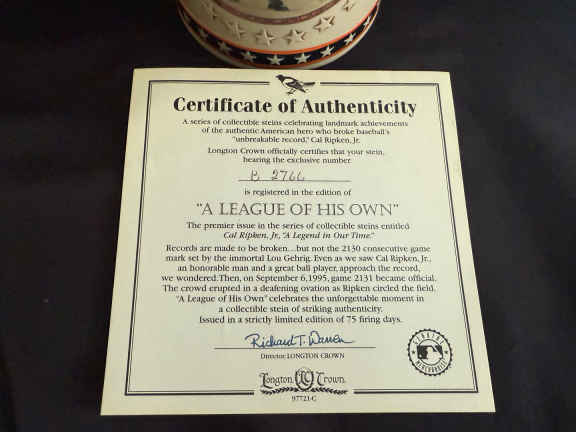 Certificate of Authenticity
A series of collectible steins celebrating landmark achievements
of the authentic American hero who broke baseball's
"unbreakable record," Cal Ripken, Jr.
Longton Crown officially certifies that your stein,
bearing the exclusive number
B 2766
is registered in the edition of
"A LEAGUE OF HIS OWN"
The premier issue in the series of collectible steins entitled
Cal Ripken, Jr., "A Legend in Our Time."
Records are made to be broken...but not the 2130 consecutive game
mark set by the immortal Lou Gehrig. Even as we saw Cal Ripken, Jr.,
an honorable man and a great ball player, approach the record,
we wondered. Then, on September 6, 1995, game 2131 became official.
The crowd erupted in a deafening ovation as Ripken circled the field.
"A League of His Own" celebrates the unforgettable moment in
a collectible stein of striking authenticity.
Issued in a strictly limited edition of 75 firing days.
Richard T. Warren
Director LONGTON CROWN
GENUINE
MERCHANDISE
Longton LC Crown
97721-C